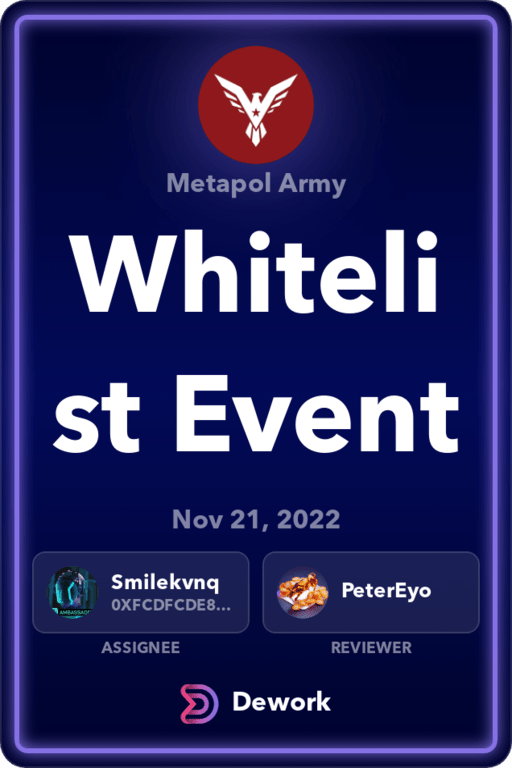 Metapol Army
Whiteli
st Event
Nov 21, 2022
Smilekvnq
0XFCDFCDE8...
PeterEyo
ASSIGNEE
REVIEWER
Dework